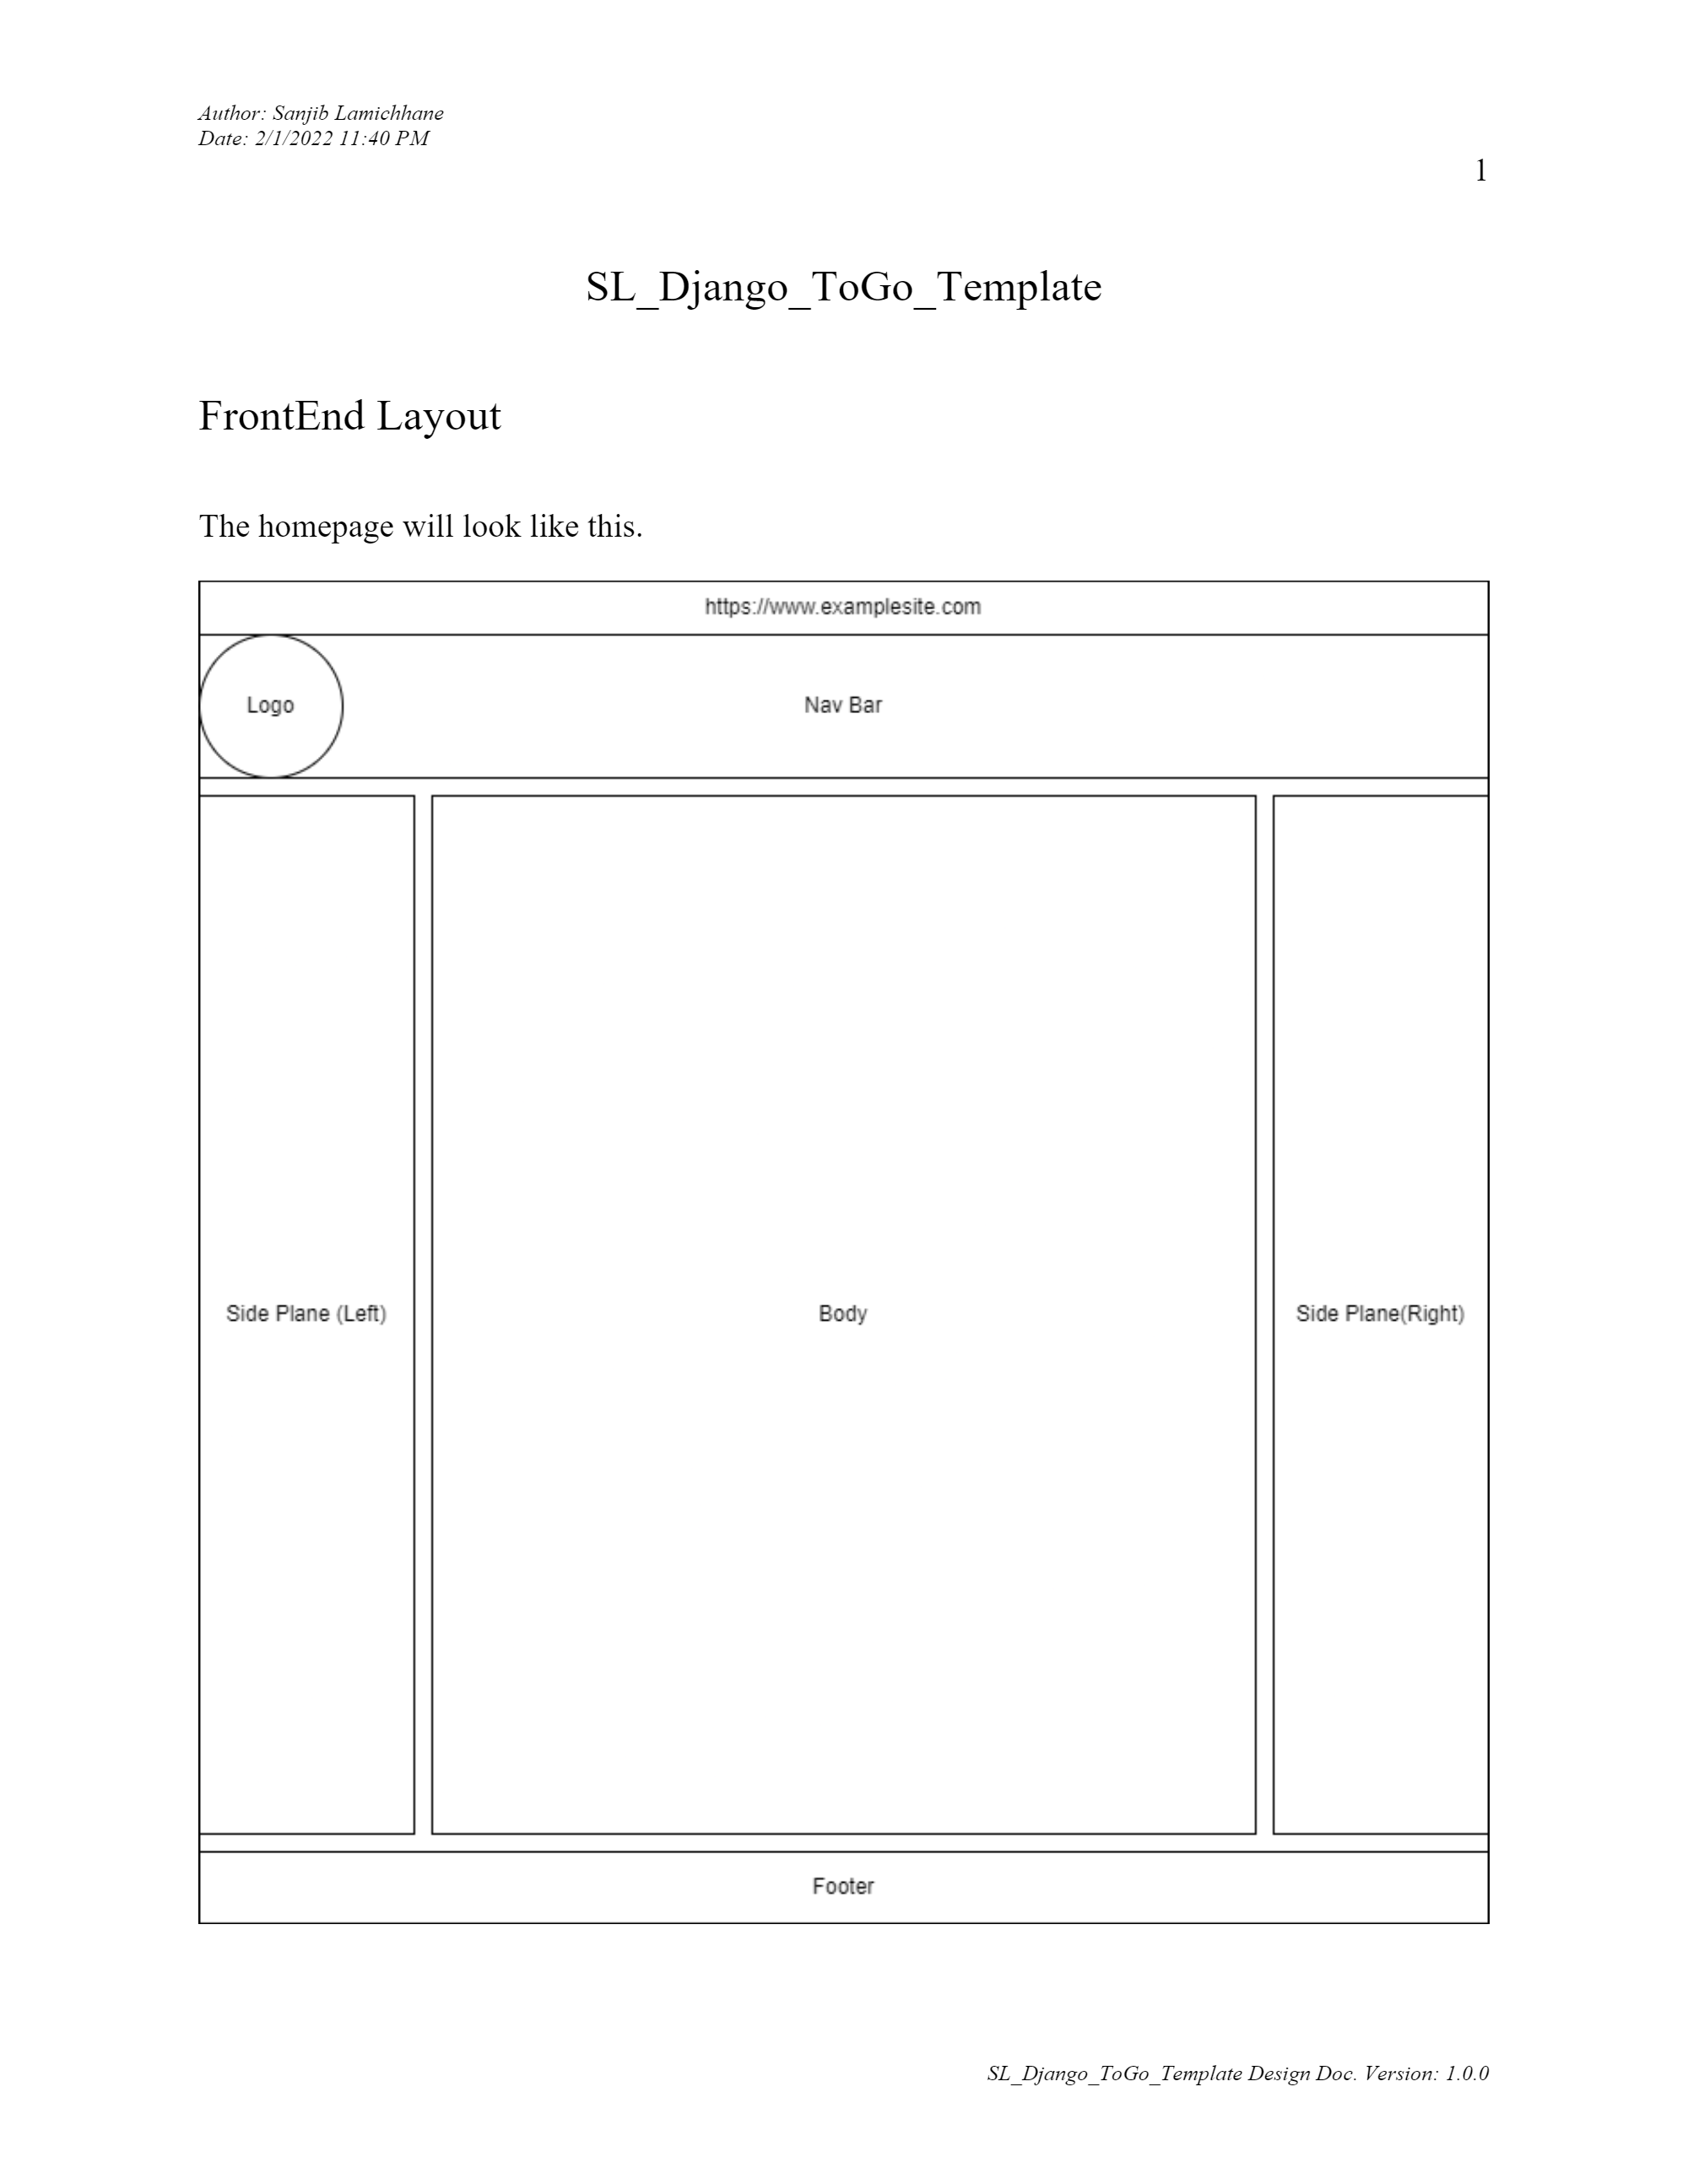 Author: Sanjib Lamichhane
Date: 2/1/2022 11:40 PM
1
SL_Django_ToGo_Template
FrontEnd Layout
The homepage will look like this.
https://www.examplesite.com
Logo
Nav Bar
Side Plane (Left)
Body
Side Plane(Right)
Footer
SL_Django_ToGo_Template Design Doc. Version: 1.0.0